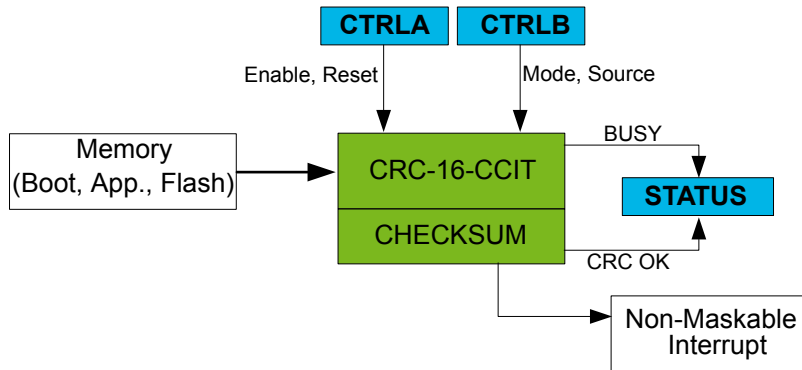 CTRLA
CTRLB
Enable, Reset
Mode, Source
Memory
(Boot, App., Flash)
CRC-16-CCIT
BUSY
STATUS
CHECKSUM
CRC OK
Non-Maskable
Interrupt